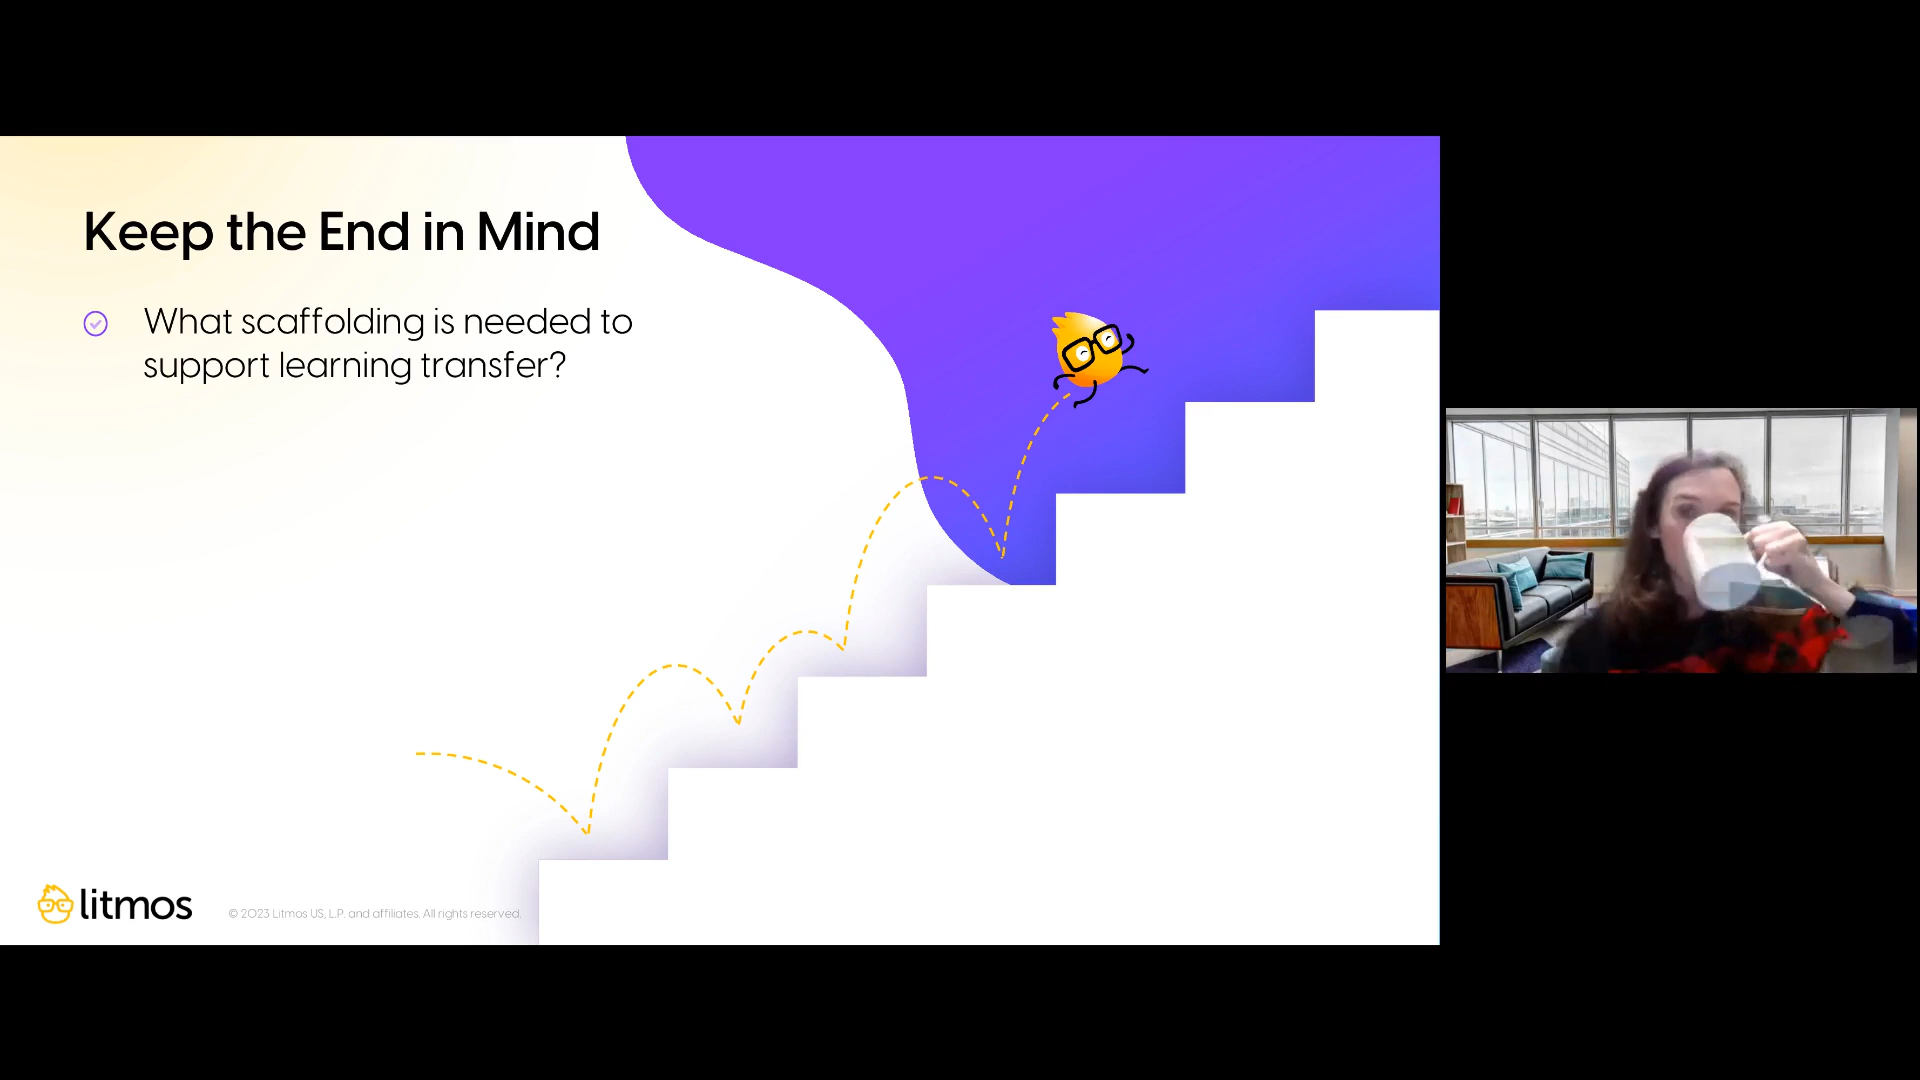 Keep the End in Mind
What scaffolding is needed to
support learning transfer?
litmos
© 2023 Litmos US, L.P. and affiliates. All rights reserved.